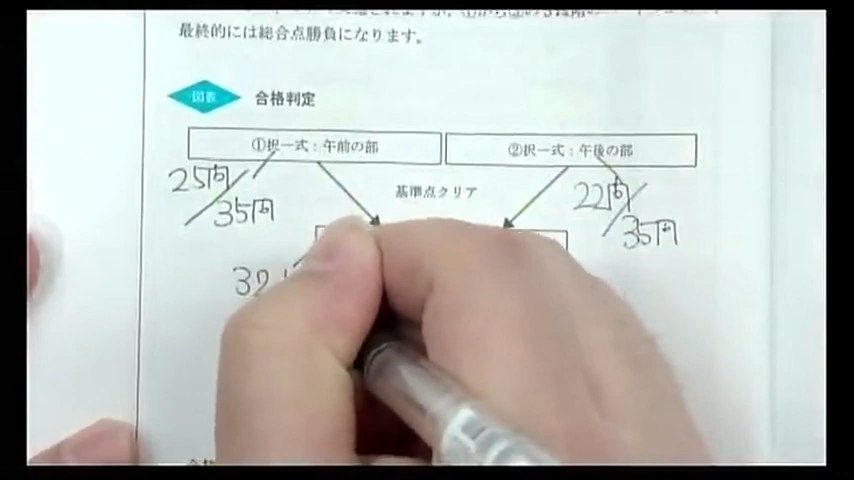 最終的には総合点勝負になります。
図表 合格判定
①択一式：午前の部 ②択一式：午後の部
25問/35問 基準点クリア 22問/35問
32